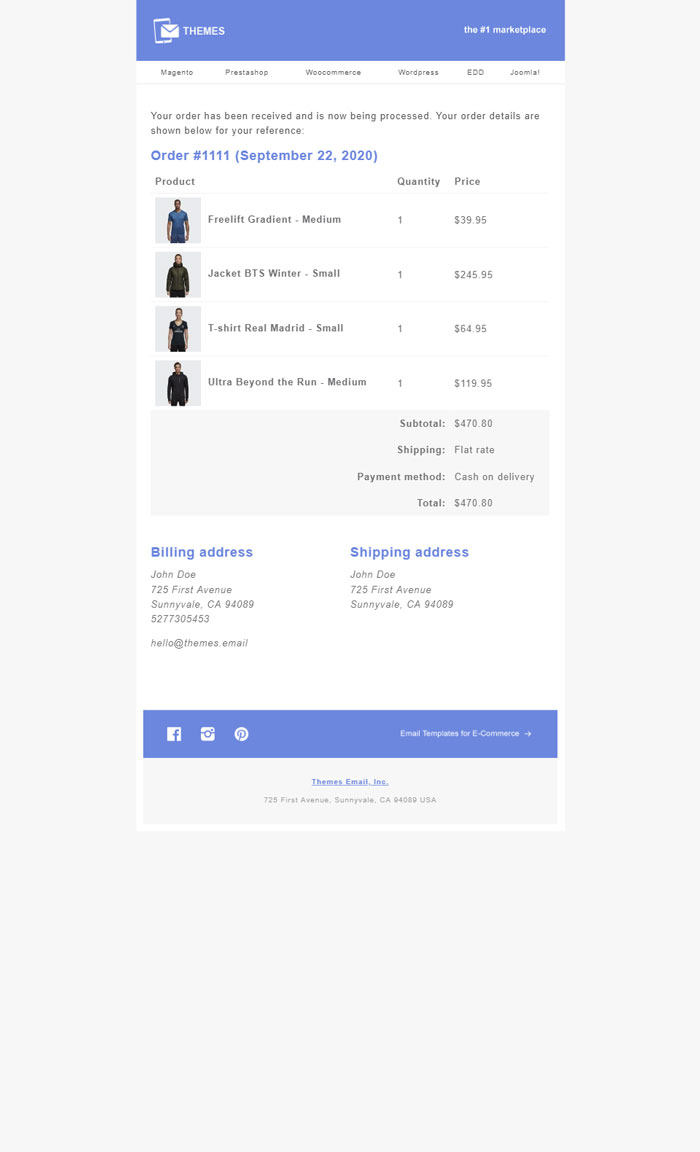 THEMES
the #1 marketplace
Magento Prestashop Woocommerce Wordpress EDD Joomla!
Your order has been received and is now being processed. Your order details are
shown below for your reference:
Order #1111 (September 22, 2020)
Product Quantity Price
Freelift Gradient - Medium 1 $39.95
Jacket BTS Winter - Small 1 $245.95
T-shirt Real Madrid - Small 1 $64.95
Ultra Beyond the Run - Medium 1 $119.95
Subtotal: $470.80
Shipping: Flat rate
Payment method: Cash on delivery
Total: $470.80
Billing address
John Doe
725 First Avenue
Sunnyvale, CA 94089
5277305453
hello@themes.email
Shipping address
John Doe
725 First Avenue
Sunnyvale, CA 94089
Email Templates for E-Commerce →
Themes Email, Inc.
725 First Avenue, Sunnyvale, CA 94089 USA